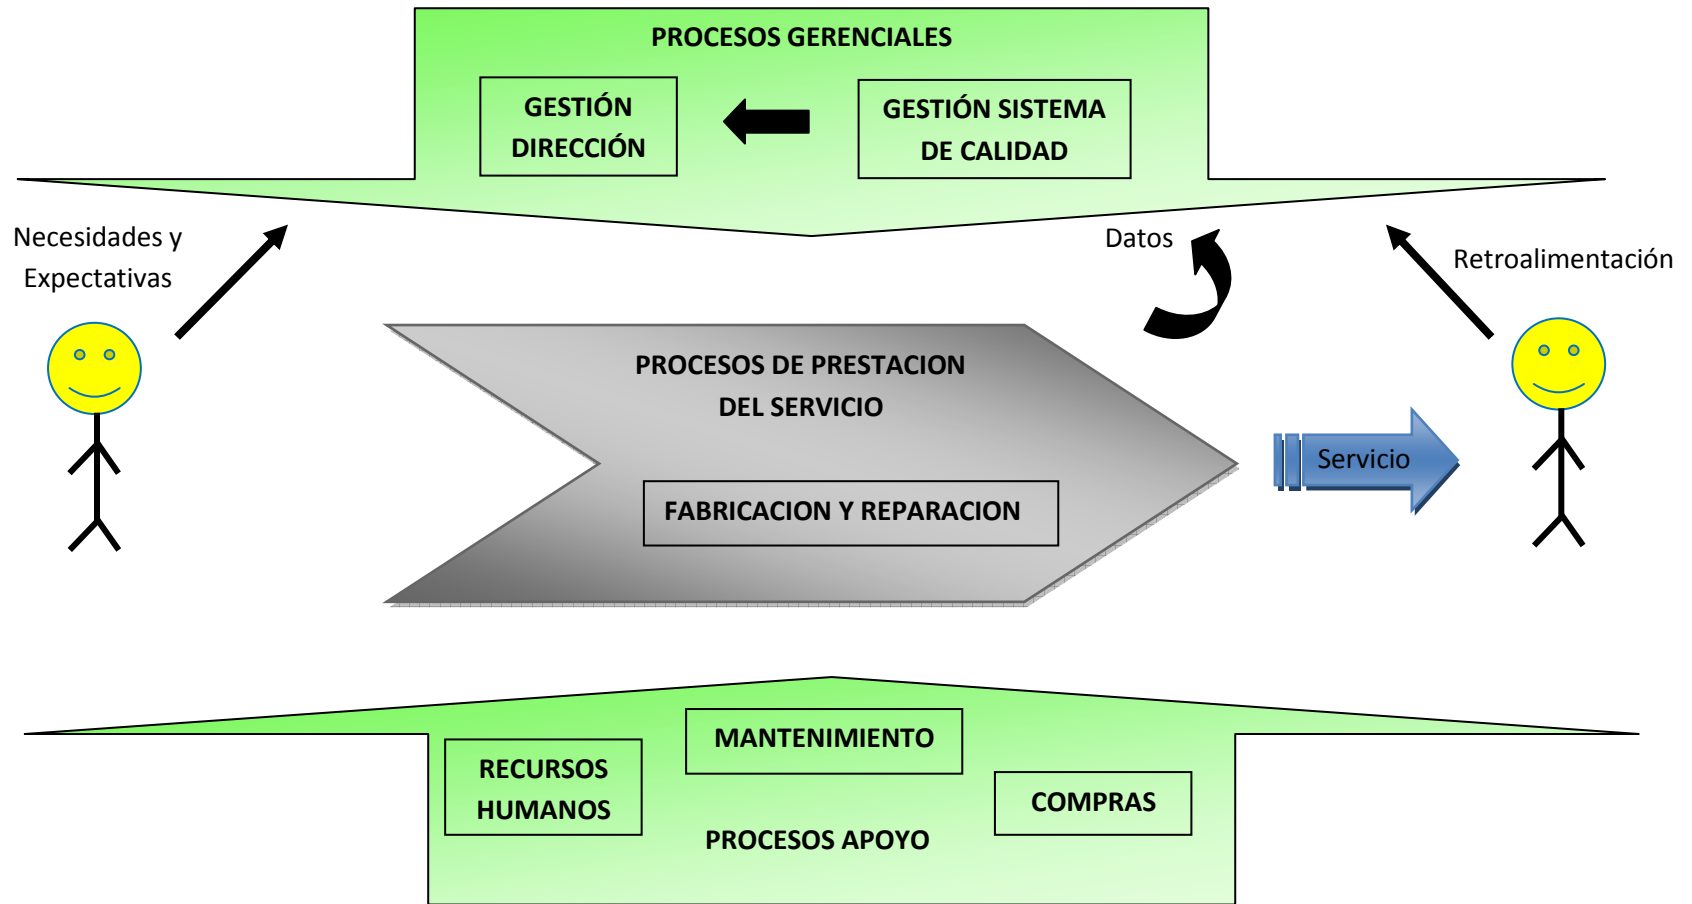 PROCESOS GERENCIALES
GESTIÓN
DIRECCIÓN
GESTIÓN SISTEMA
DE CALIDAD
Necesidades y
Expectativas
Datos
Retroalimentación
PROCESOS DE PRESTACION
DEL SERVICIO
FABRICACION Y REPARACION
Servicio
MANTENIMIENTO
RECURSOS
HUMANOS
COMPRAS
PROCESOS APOYO